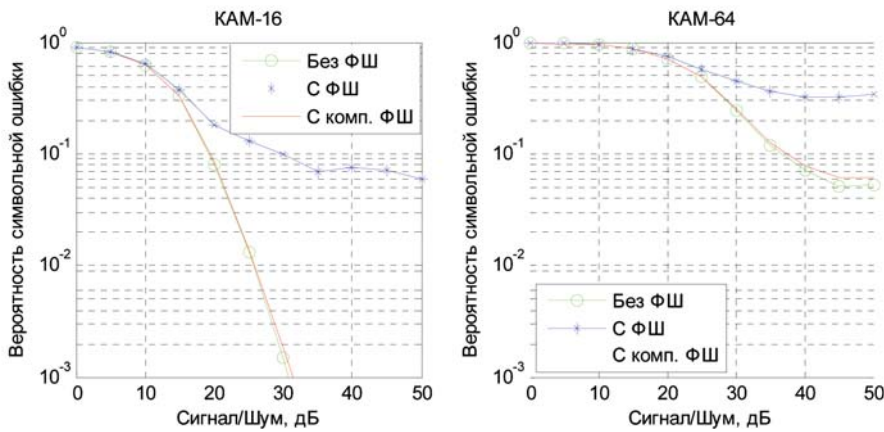 КАМ-16
Вероятность символьной ошибки
10^0
10^-1
10^-2
10^-3
Без ФШ
С ФШ
С комп. ФШ
0 10 20 30 40 50
Сигнал/Шум, дБ
КАМ-64
Вероятность символьной ошибки
10^0
10^-1
10^-2
10^-3
Без ФШ
С ФШ
С комп. ФШ
0 10 20 30 40 50
Сигнал/Шум, дБ